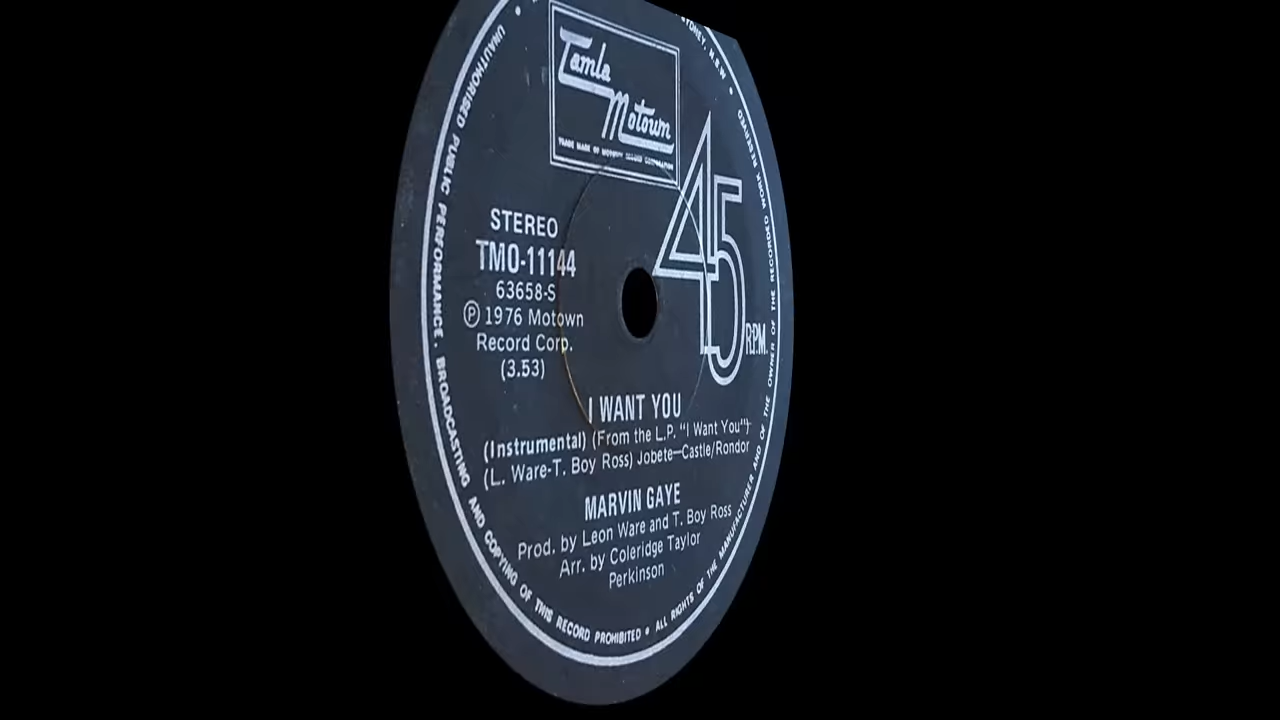 Tamla
Motown
TRADE MARK OF MOTOWN RECORD CORPORATION
45
R.P.M.
STEREO
TMO-11144
63658-S
Ⓟ 1976 Motown
Record Corp.
(3.53)
I WANT YOU
(Instrumental) (From the L.P. "I Want You")
(L. Ware-T. Boy Ross) Jobete—Castle/Rondor
MARVIN GAYE
Prod. by Leon Ware and T. Boy Ross
Arr. by Coleridge Taylor
Perkinson
UNAUTHORISED PUBLIC PERFORMANCE, BROADCASTING AND COPYING OF THIS RECORD PROHIBITED • ALL RIGHTS OF THE MANUFACTURER AND OF THE OWNER OF THE RECORDED WORK RESERVED •
SYDNEY, N.S.W •